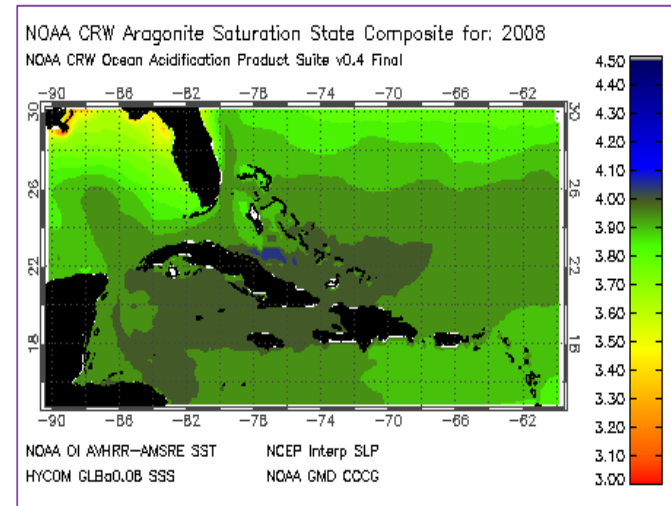 NOAA CRW Aragonite Saturation State Composite for: 2008
NOAA CRW Ocean Acidification Product Suite v0.4 Final
-90 -86 -82 -78 -74 -70 -66 -62
30 26 22 18
30 26 22 18
-90 -86 -82 -78 -74 -70 -66 -62
4.50
4.40
4.30
4.20
4.10
4.00
3.90
3.80
3.70
3.60
3.50
3.40
3.30
3.20
3.10
3.00
NOAA OI AVHRR-AMSRE SST NCEP Interp SLP
HYCOM GLBa0.08 SSS NOAA GMD CCGG